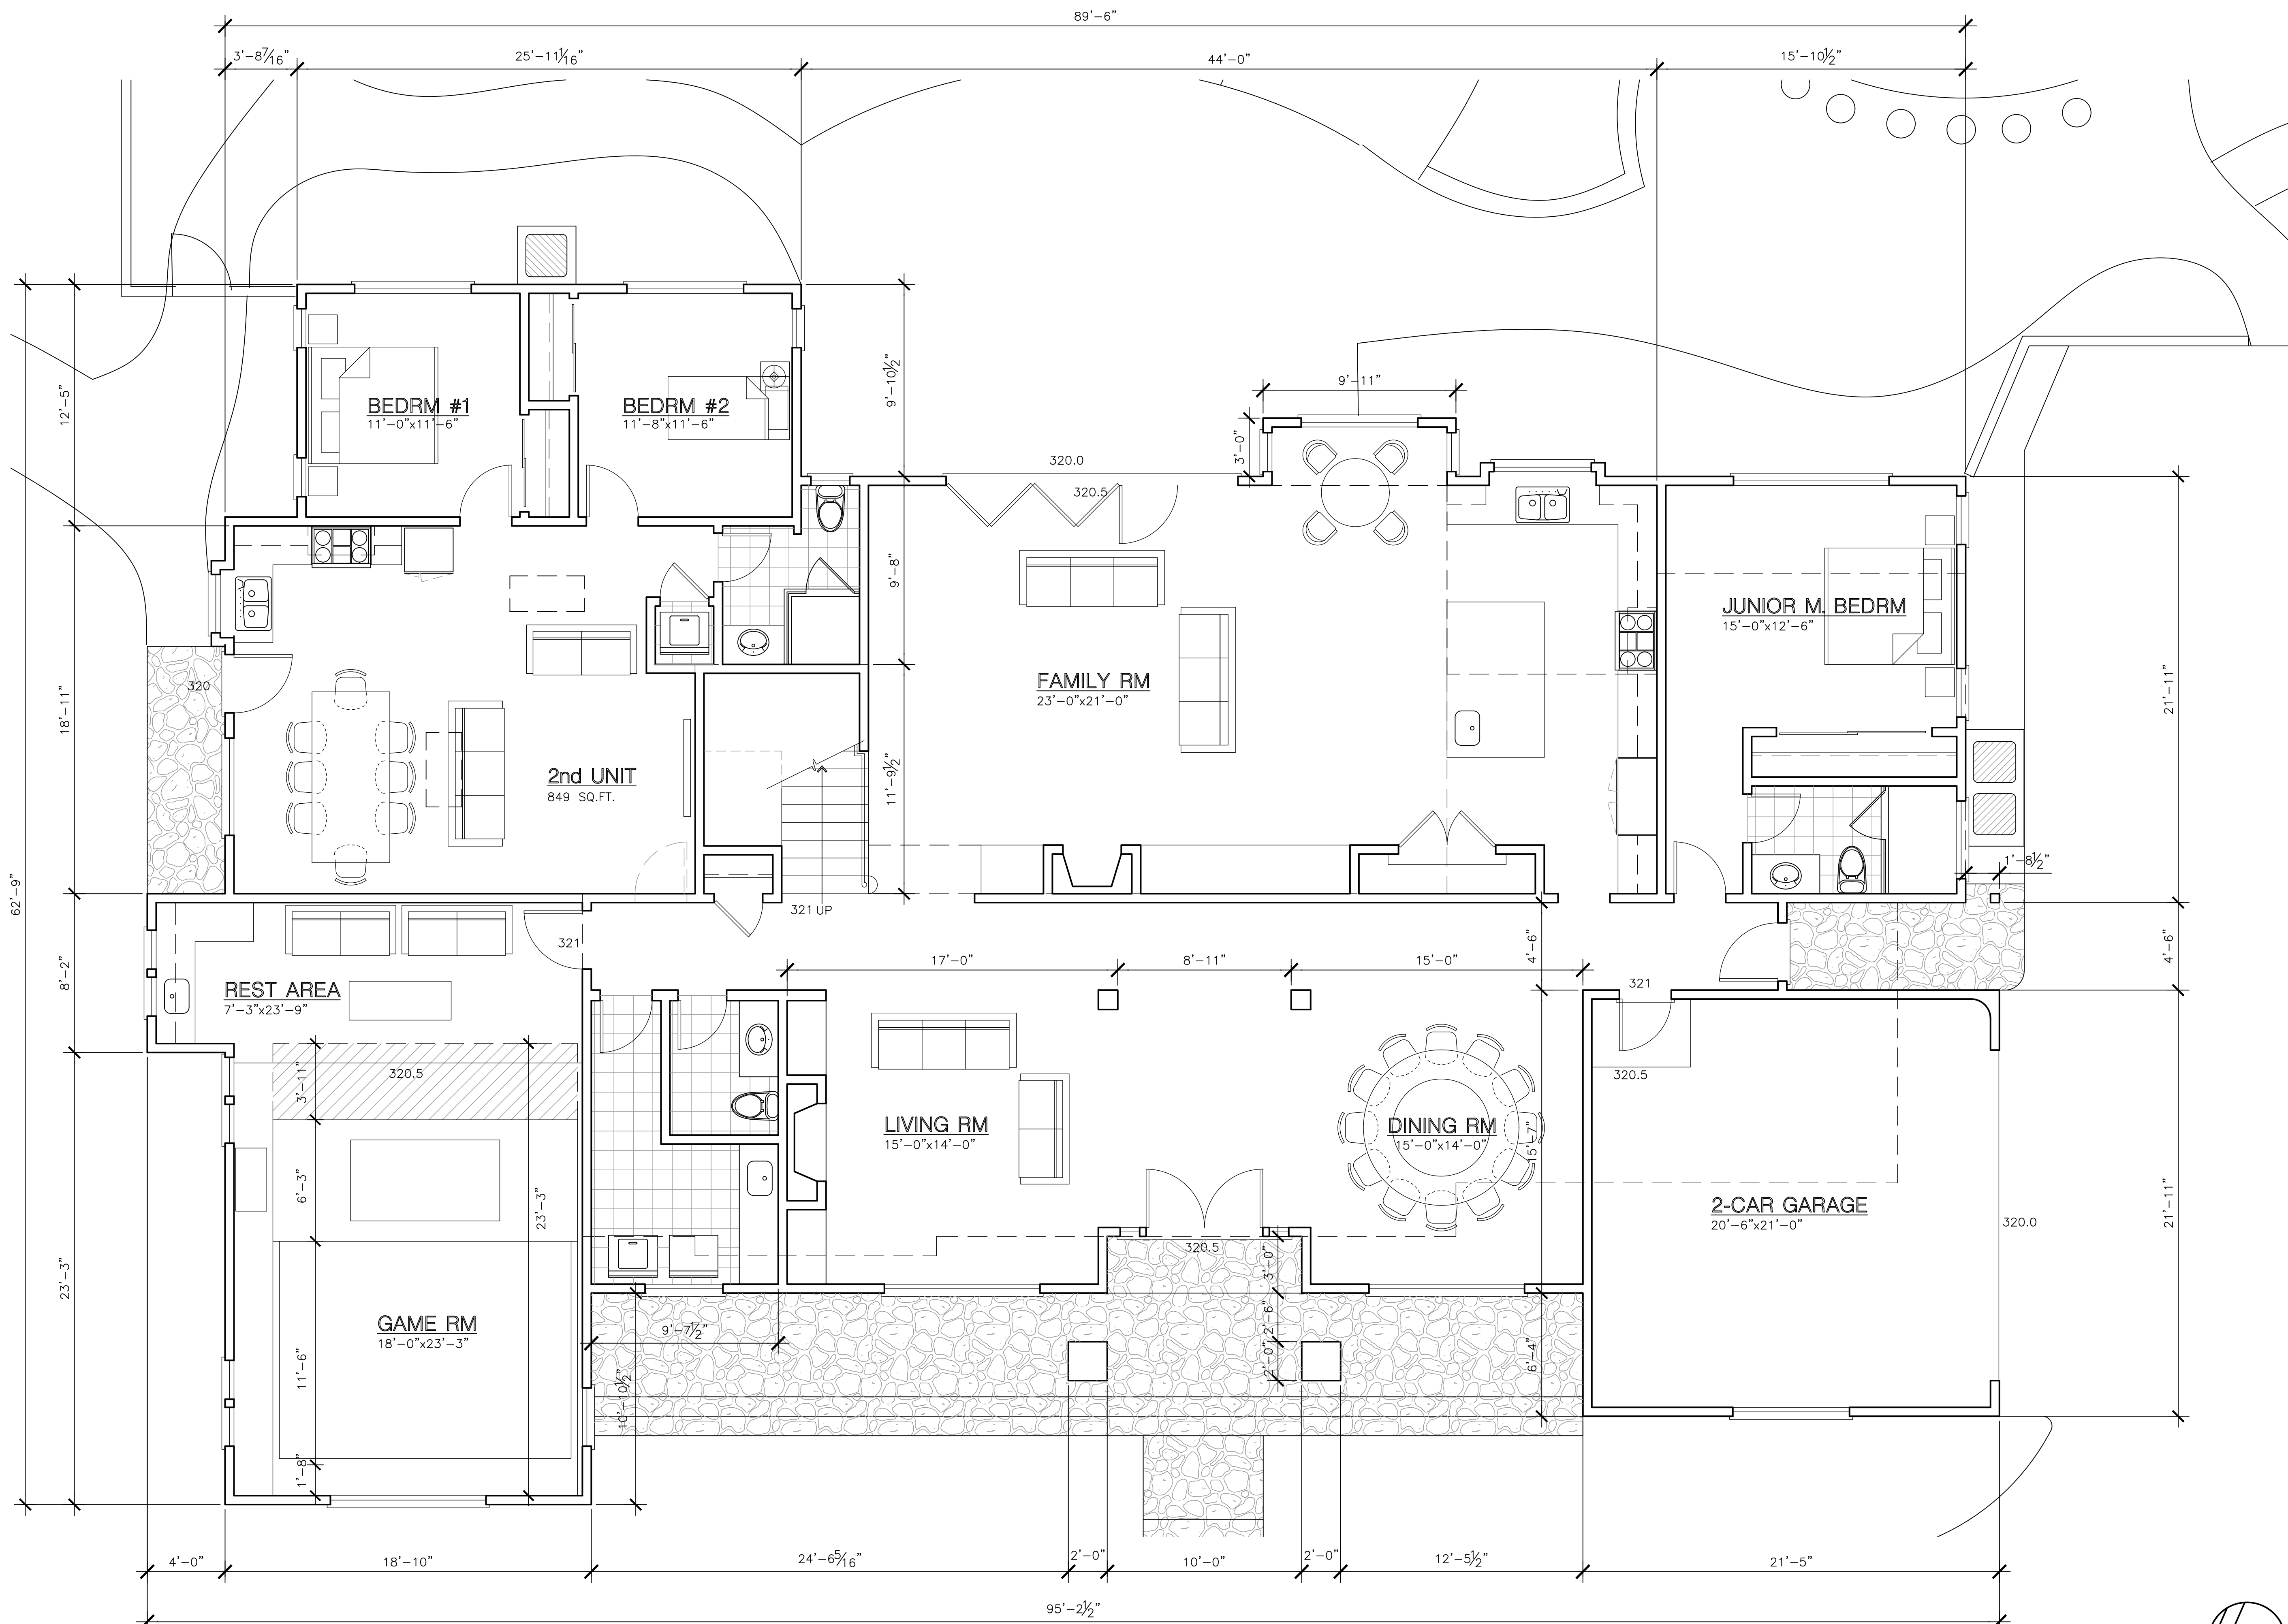 89'-6"
3'-8 7/16"
25'-11 1/16"
44'-0"
15'-10 1/2"
9'-11"
12'-5"
9'-10 1/2"
BEDRM #1
11'-0"x11'-6"
BEDRM #2
11'-8"x11'-6"
3'-0"
320.0
320.5
9'-8"
JUNIOR M. BEDRM
15'-0"x12'-6"
320
FAMILY RM
23'-0"x21'-0"
18'-11"
21'-11"
2nd UNIT
849 SQ.FT.
11'-9 1/2"
62'-9"
1'-8 1/2"
321 UP
321
4'-6"
4'-6"
8'-2"
17'-0"
8'-11"
15'-0"
REST AREA
7'-3"x23'-9"
321
320.5
3'-11"
320.5
LIVING RM
15'-0"x14'-0"
DINING RM
15'-0"x14'-0"
15'-7"
6'-3"
23'-3"
2-CAR GARAGE
20'-6"x21'-0"
320.0
21'-11"
320.5
3'-0"
23'-3"
GAME RM
18'-0"x23'-3"
9'-7 1/2"
2'-6"
2'-0"
6'-4"
11'-6"
10'-10 1/2"
1'-8"
4'-0"
18'-10"
24'-6 5/16"
2'-0"
10'-0"
2'-0"
12'-5 1/2"
21'-5"
95'-2 1/2"